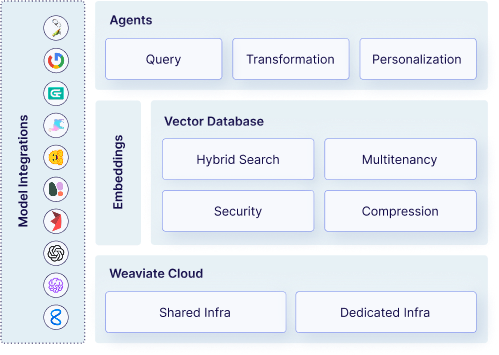 Model Integrations
Agents
Query
Transformation
Personalization
Embeddings
Vector Database
Hybrid Search
Multitenancy
Security
Compression
Weaviate Cloud
Shared Infra
Dedicated Infra